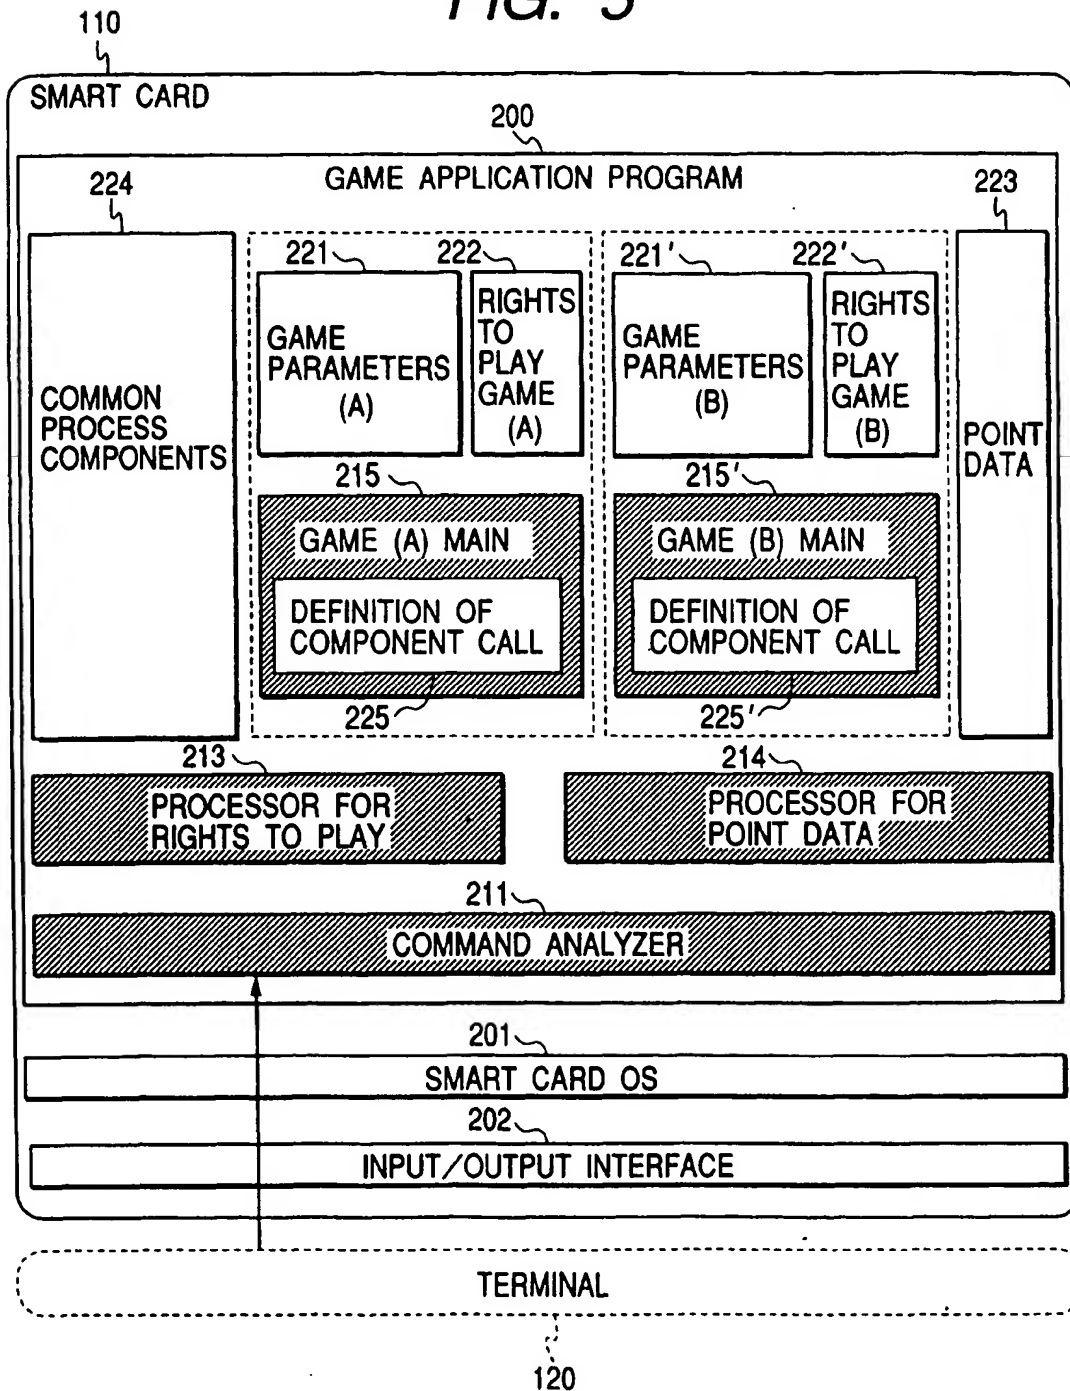 FIG. 5
110
SMART CARD
200
GAME APPLICATION PROGRAM
224
223
221
222
221'
222'
COMMON
PROCESS
COMPONENTS
GAME
PARAMETERS
(A)
RIGHTS
TO
PLAY
GAME
(A)
GAME
PARAMETERS
(B)
RIGHTS
TO
PLAY
GAME
(B)
POINT
DATA
215
GAME (A) MAIN
DEFINITION OF
COMPONENT CALL
225
215'
GAME (B) MAIN
DEFINITION OF
COMPONENT CALL
225'
213
PROCESSOR FOR
RIGHTS TO PLAY
214
PROCESSOR FOR
POINT DATA
211
COMMAND ANALYZER
201
SMART CARD OS
202
INPUT/OUTPUT INTERFACE
TERMINAL
120